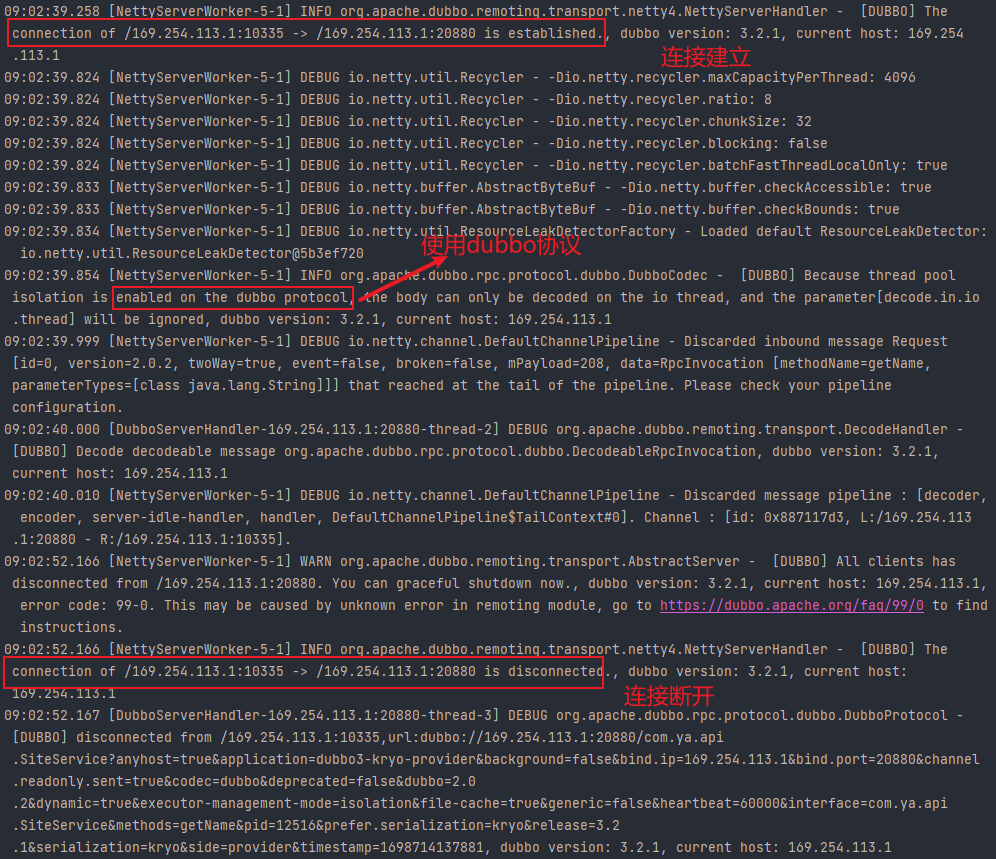 09:02:39.258 [NettyServerWorker-5-1] INFO org.apache.dubbo.remoting.transport.netty4.NettyServerHandler -  [DUBBO] The
connection of /169.254.113.1:10335 -> /169.254.113.1:20880 is established., dubbo version: 3.2.1, current host: 169.254
.113.1
连接建立
09:02:39.824 [NettyServerWorker-5-1] DEBUG io.netty.util.Recycler - -Dio.netty.recycler.maxCapacityPerThread: 4096
09:02:39.824 [NettyServerWorker-5-1] DEBUG io.netty.util.Recycler - -Dio.netty.recycler.ratio: 8
09:02:39.824 [NettyServerWorker-5-1] DEBUG io.netty.util.Recycler - -Dio.netty.recycler.chunkSize: 32
09:02:39.824 [NettyServerWorker-5-1] DEBUG io.netty.util.Recycler - -Dio.netty.recycler.blocking: false
09:02:39.824 [NettyServerWorker-5-1] DEBUG io.netty.util.Recycler - -Dio.netty.recycler.batchFastThreadLocalOnly: true
09:02:39.833 [NettyServerWorker-5-1] DEBUG io.netty.buffer.AbstractByteBuf - -Dio.netty.buffer.checkAccessible: true
09:02:39.833 [NettyServerWorker-5-1] DEBUG io.netty.buffer.AbstractByteBuf - -Dio.netty.buffer.checkBounds: true
09:02:39.834 [NettyServerWorker-5-1] DEBUG io.netty.util.ResourceLeakDetectorFactory - Loaded default ResourceLeakDetector:
io.netty.util.ResourceLeakDetector@5b3ef720
使用dubbo协议
09:02:39.854 [NettyServerWorker-5-1] INFO org.apache.dubbo.rpc.protocol.dubbo.DubboCodec -  [DUBBO] Because thread pool
isolation is enabled on the dubbo protocol, the body can only be decoded on the io thread, and the parameter[decode.in.io
.thread] will be ignored, dubbo version: 3.2.1, current host: 169.254.113.1
09:02:39.999 [NettyServerWorker-5-1] DEBUG io.netty.channel.DefaultChannelPipeline - Discarded inbound message Request
[id=0, version=2.0.2, twoWay=true, event=false, broken=false, mPayload=208, data=RpcInvocation [methodName=getName,
parameterTypes=[class java.lang.String]]] that reached at the tail of the pipeline. Please check your pipeline
configuration.
09:02:40.000 [DubboServerHandler-169.254.113.1:20880-thread-2] DEBUG org.apache.dubbo.remoting.transport.DecodeHandler -
[DUBBO] Decode decodeable message org.apache.dubbo.rpc.protocol.dubbo.DecodeableRpcInvocation, dubbo version: 3.2.1,
current host: 169.254.113.1
09:02:40.010 [NettyServerWorker-5-1] DEBUG io.netty.channel.DefaultChannelPipeline - Discarded message pipeline : [decoder,
encoder, server-idle-handler, handler, DefaultChannelPipeline$TailContext#0]. Channel : [id: 0x887117d3, L:/169.254.113
.1:20880 - R:/169.254.113.1:10335].
09:02:52.166 [NettyServerWorker-5-1] WARN org.apache.dubbo.remoting.transport.AbstractServer -  [DUBBO] All clients has
disconnected from /169.254.113.1:20880. You can graceful shutdown now., dubbo version: 3.2.1, current host: 169.254.113.1,
error code: 99-0. This may be caused by unknown error in remoting module, go to https://dubbo.apache.org/faq/99/0 to find
instructions.
09:02:52.166 [NettyServerWorker-5-1] INFO org.apache.dubbo.remoting.transport.netty4.NettyServerHandler -  [DUBBO] The
connection of /169.254.113.1:10335 -> /169.254.113.1:20880 is disconnected., dubbo version: 3.2.1, current host:
169.254.113.1
连接断开
09:02:52.167 [DubboServerHandler-169.254.113.1:20880-thread-3] DEBUG org.apache.dubbo.rpc.protocol.dubbo.DubboProtocol -
[DUBBO] disconnected from /169.254.113.1:10335,url:dubbo://169.254.113.1:20880/com.ya.api
.SiteService?anyhost=true&application=dubbo3-kryo-provider&background=false&bind.ip=169.254.113.1&bind.port=20880&channel
.readonly.sent=true&codec=dubbo&deprecated=false&dubbo=2.0
.2&dynamic=true&executor-management-mode=isolation&file-cache=true&generic=false&heartbeat=60000&interface=com.ya.api
.SiteService&methods=getName&pid=12516&prefer.serialization=kryo&release=3.2
.1&serialization=kryo&side=provider&timestamp=1698714137881, dubbo version: 3.2.1, current host: 169.254.113.1